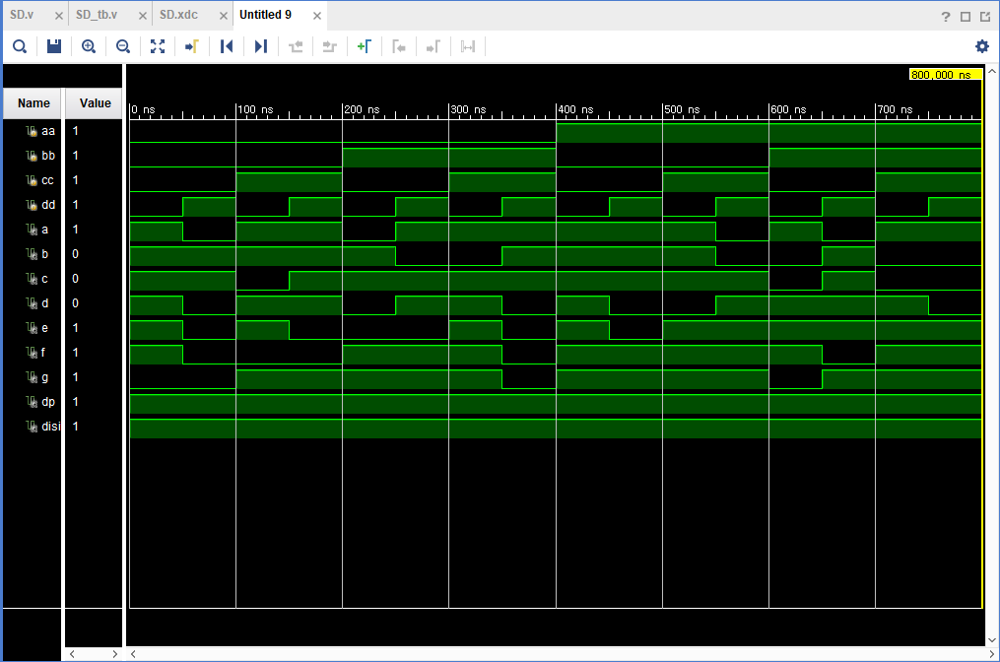 SD.v SD_tb.v SD.xdc Untitled 9
800,000 ns
Name Value
0 ns 100 ns 200 ns 300 ns 400 ns 500 ns 600 ns 700 ns
aa 1
bb 1
cc 1
dd 1
a 1
b 0
c 0
d 0
e 1
f 1
g 1
dp 1
disi 1